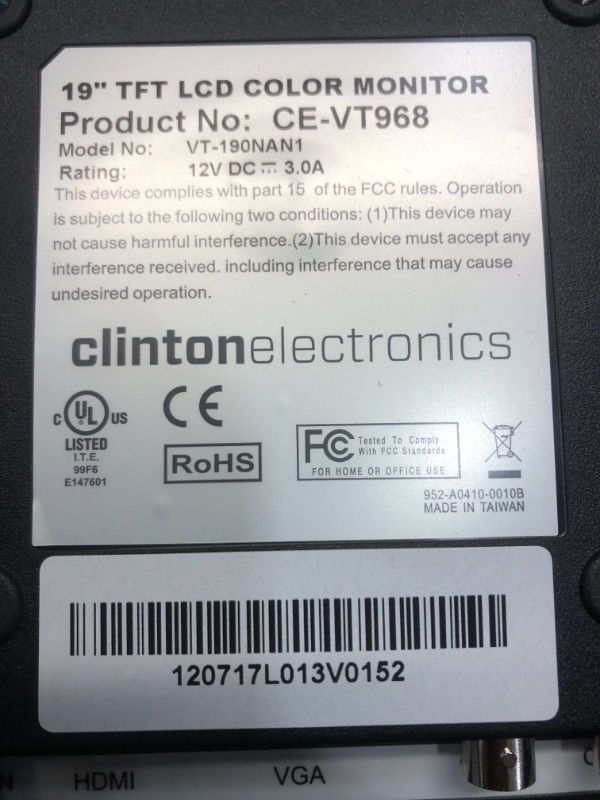 19" TFT LCD COLOR MONITOR
Product No: CE-VT968
Model No: VT-190NAN1
Rating: 12V DC ⎓ 3.0A
This device complies with part 15 of the FCC rules. Operation
is subject to the following two conditions: (1)This device may
not cause harmful interference.(2)This device must accept any
interference received. including interference that may cause
undesired operation.
clintonelectronics
c UL US
LISTED
I.T.E.
99F6
E147601
CE
RoHS
FC Tested To Comply
With FCC Standards
FOR HOME OR OFFICE USE
952-A0410-0010B
MADE IN TAIWAN
120717L013V0152
HDMI
VGA